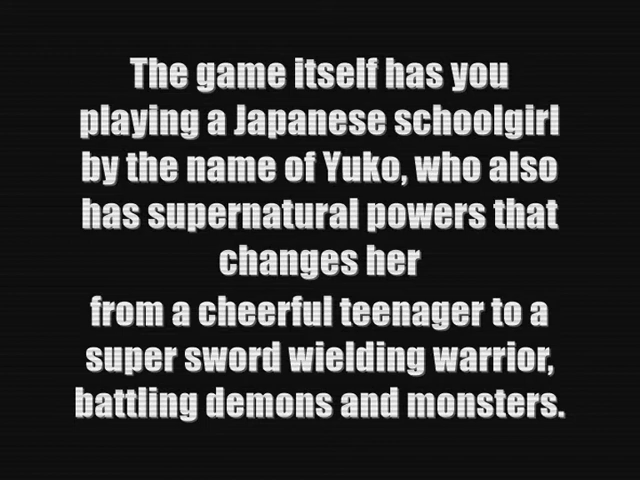 The game itself has you
playing a Japanese schoolgirl
by the name of Yuko, who also
has supernatural powers that
changes her
from a cheerful teenager to a
super sword wielding warrior,
battling demons and monsters.